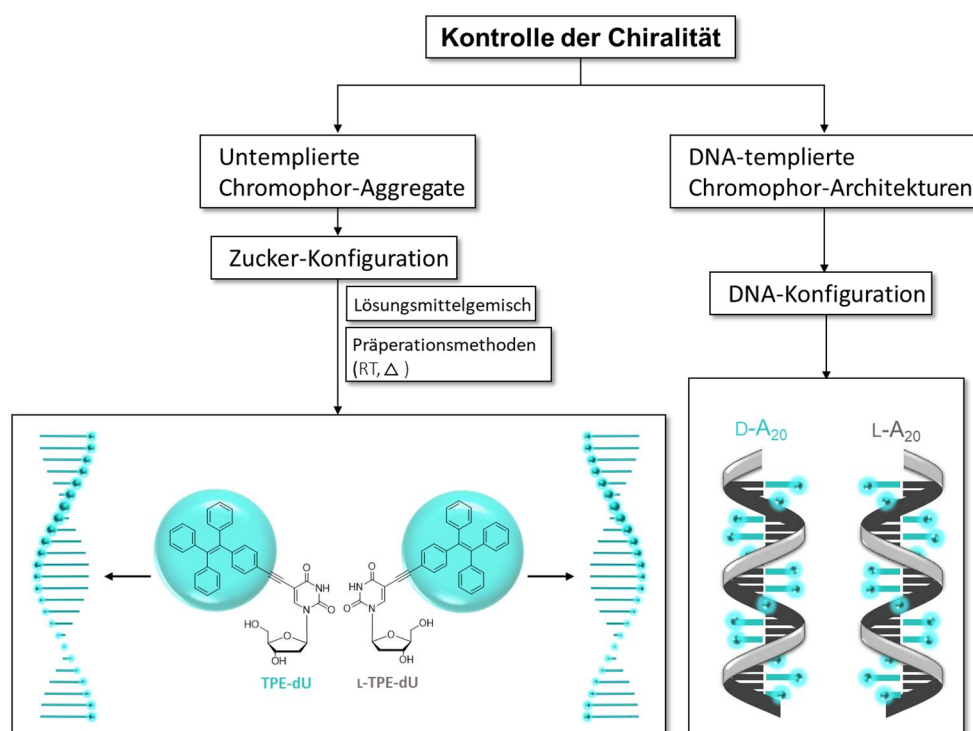 Kontrolle der Chiralität
Untemplierte
Chromophor-Aggregate
DNA-templierte
Chromophor-Architekturen
Zucker-Konfiguration
DNA-Konfiguration
Lösungsmittelgemisch
Präperationsmethoden
(RT, △ )
D-A₂₀ L-A₂₀
O
NH
N
O
HO
O
OH
TPE-dU
O
HN
O
N
OH
O
OH
L-TPE-dU